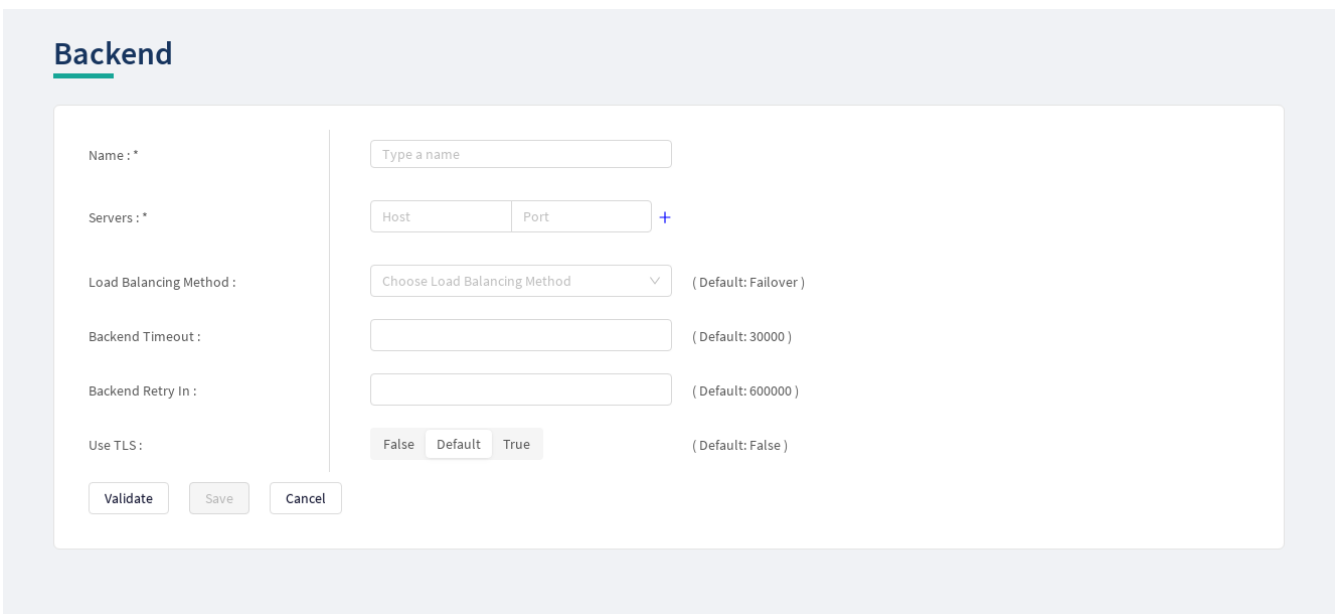 Backend
Name : * Type a name
Servers : * Host Port +
Load Balancing Method : Choose Load Balancing Method ( Default: Failover )
Backend Timeout : ( Default: 30000 )
Backend Retry In : ( Default: 600000 )
Use TLS : False Default True ( Default: False )
Validate Save Cancel